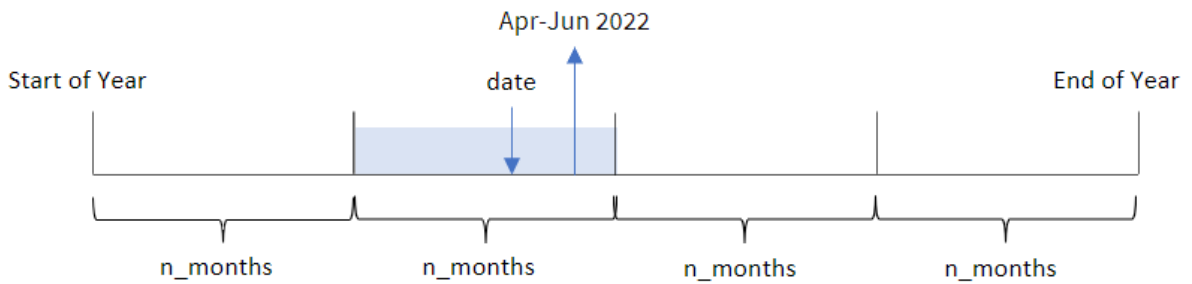 Apr-Jun 2022
Start of Year
date
End of Year
n_months
n_months
n_months
n_months